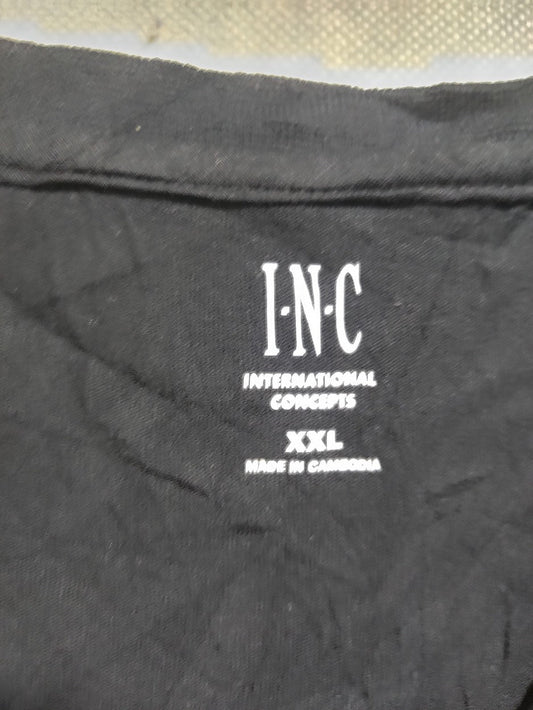 I·N·C
INTERNATIONAL
CONCEPTS
XXL
MADE IN CAMBODIA